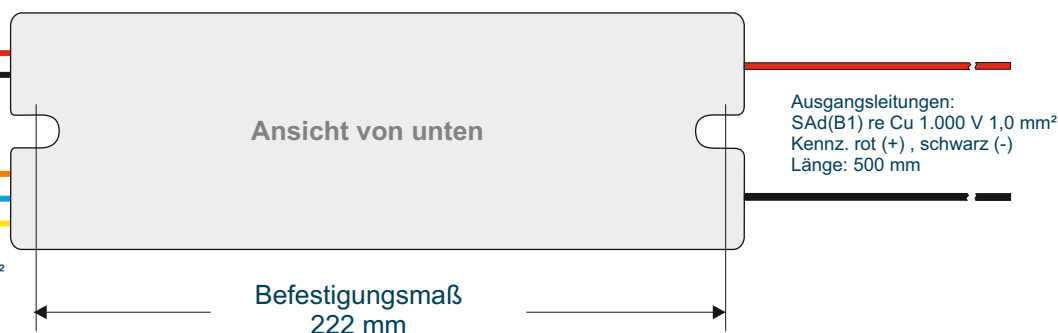 Ansicht von unten
Ausgangsleitungen:
SAd(B1) re Cu 1.000 V 1,0 mm²
Kennz. rot (+) , schwarz (-)
Länge: 500 mm
²
Befestigungsmaß
222 mm